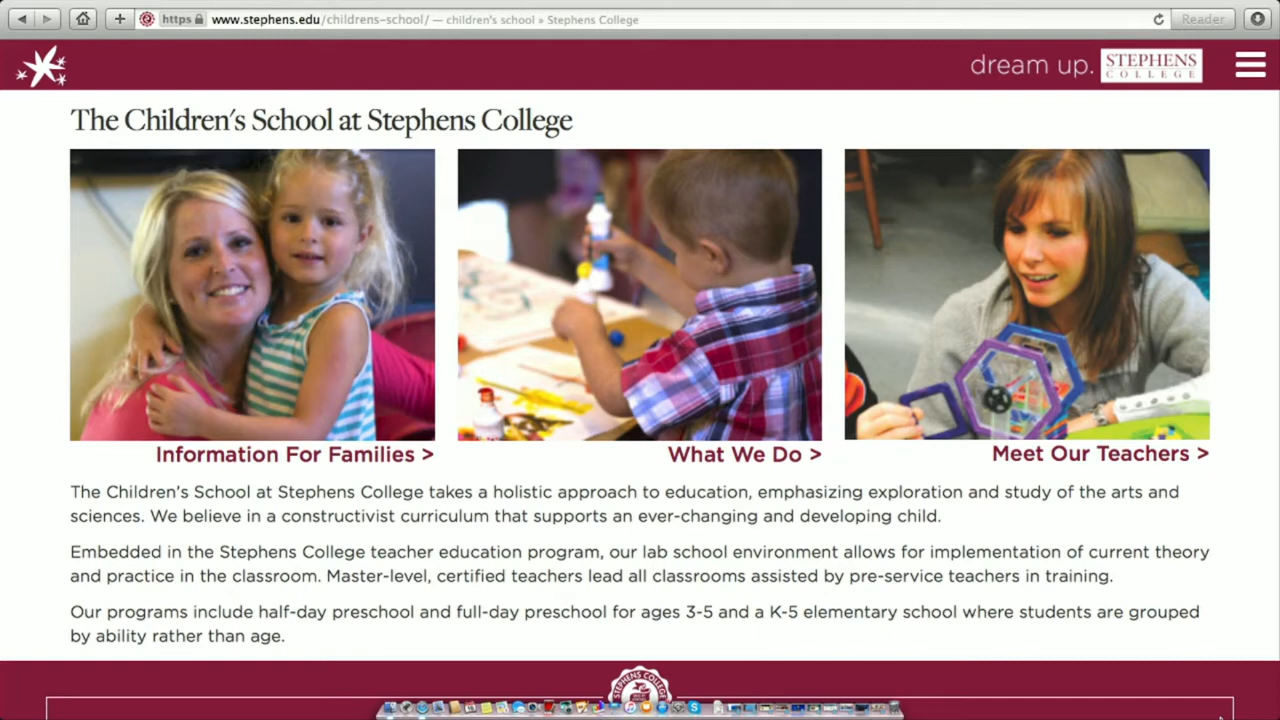 https www.stephens.edu/childrens-school/ — children's school » Stephens College
Reader
dream up. STEPHENS
COLLEGE
The Children's School at Stephens College
Information For Families >
What We Do >
Meet Our Teachers >
The Children's School at Stephens College takes a holistic approach to education, emphasizing exploration and study of the arts and
sciences. We believe in a constructivist curriculum that supports an ever-changing and developing child.
Embedded in the Stephens College teacher education program, our lab school environment allows for implementation of current theory
and practice in the classroom. Master-level, certified teachers lead all classrooms assisted by pre-service teachers in training.
Our programs include half-day preschool and full-day preschool for ages 3-5 and a K-5 elementary school where students are grouped
by ability rather than age.
STEPHENS COLLEGE